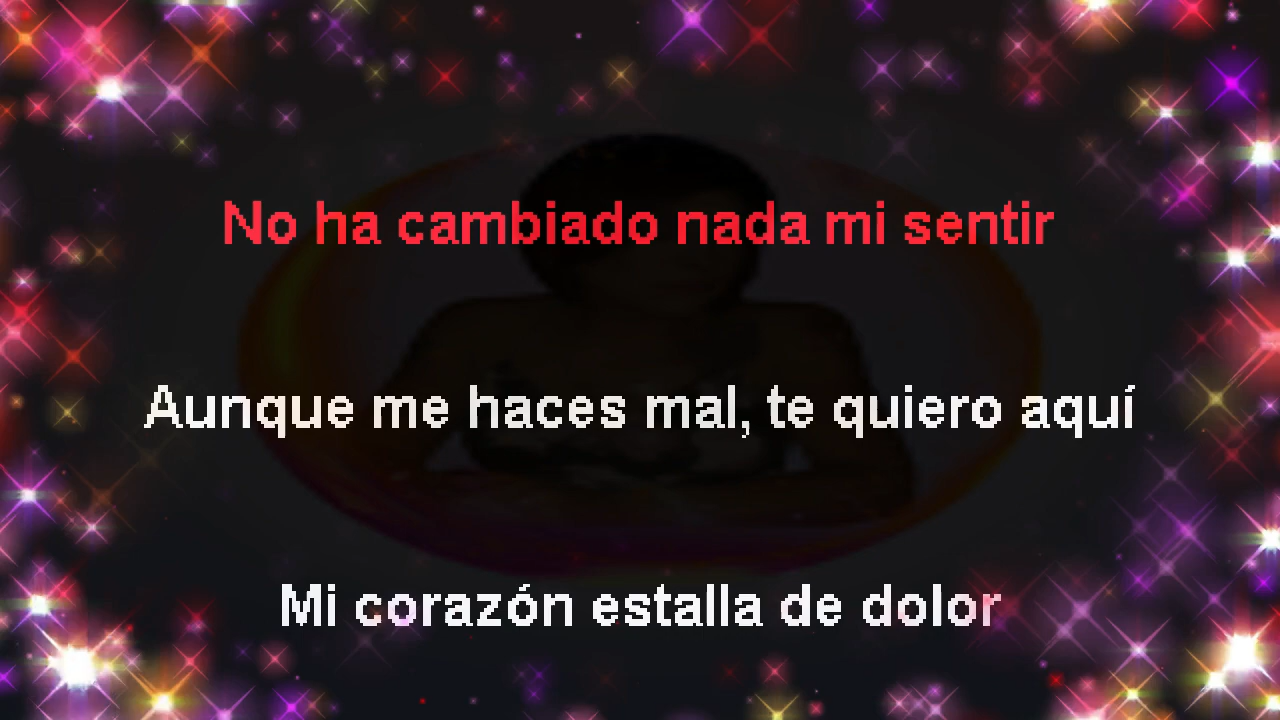 No ha cambiado nada mi sentir
Aunque me haces mal, te quiero aquí
Mi corazón estalla de dolor